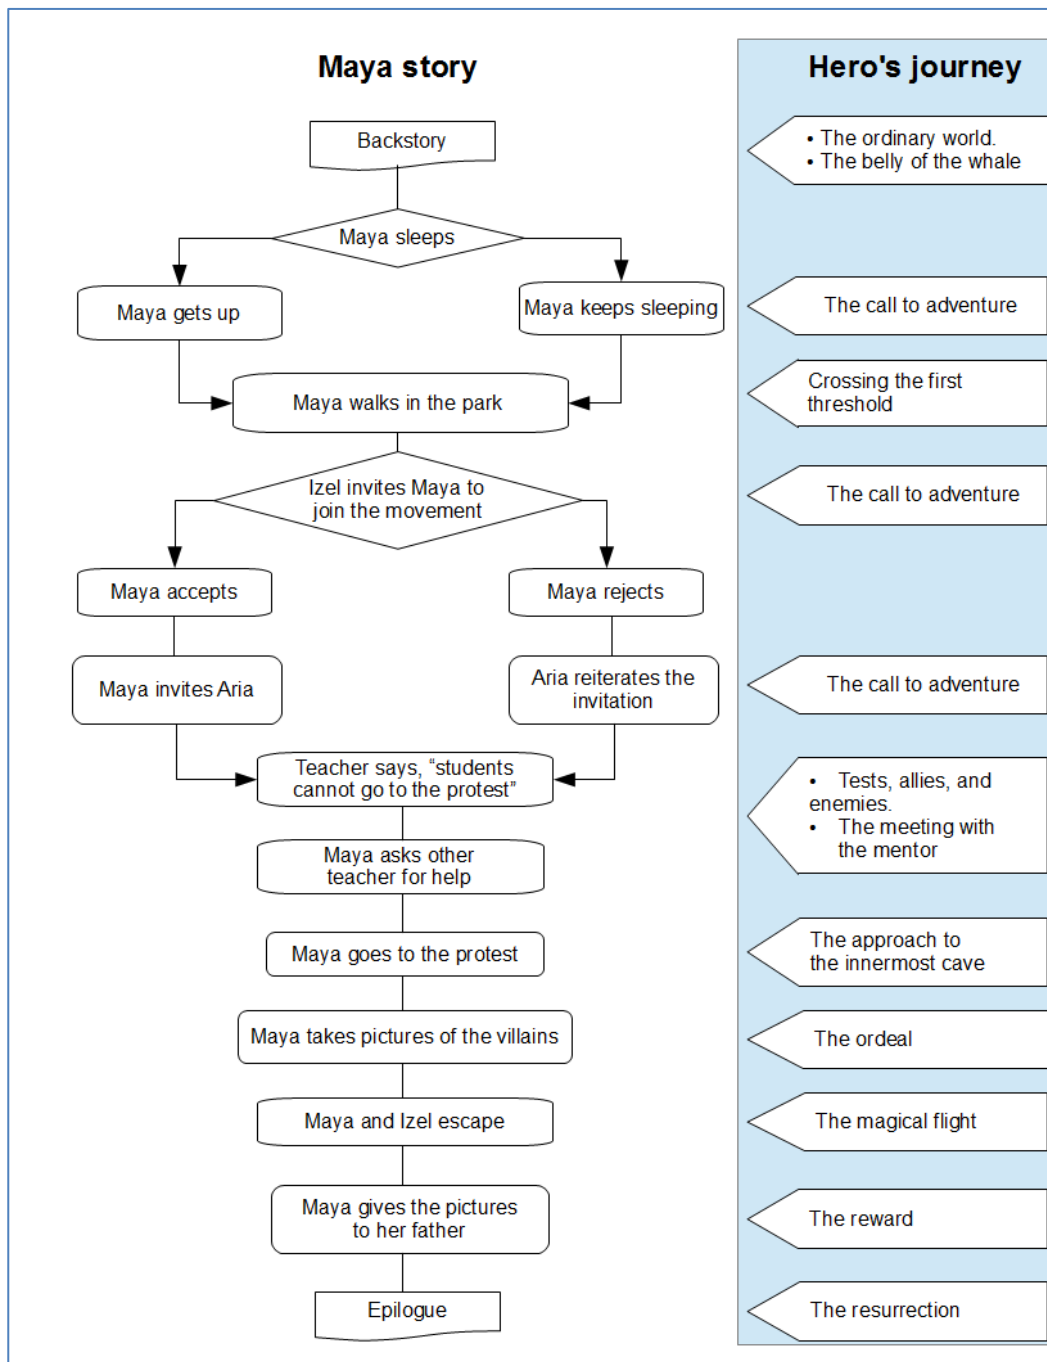 Maya story
Hero's journey
Backstory
• The ordinary world.
• The belly of the whale
Maya sleeps
Maya gets up
Maya keeps sleeping
The call to adventure
Maya walks in the park
Crossing the first
threshold
Izel invites Maya to
join the movement
The call to adventure
Maya accepts
Maya rejects
Maya invites Aria
Aria reiterates the
invitation
The call to adventure
Teacher says, “students
cannot go to the protest”
• Tests, allies, and
enemies.
• The meeting with
the mentor
Maya asks other
teacher for help
Maya goes to the protest
The approach to
the innermost cave
Maya takes pictures of the villains
The ordeal
Maya and Izel escape
The magical flight
Maya gives the pictures
to her father
The reward
Epilogue
The resurrection